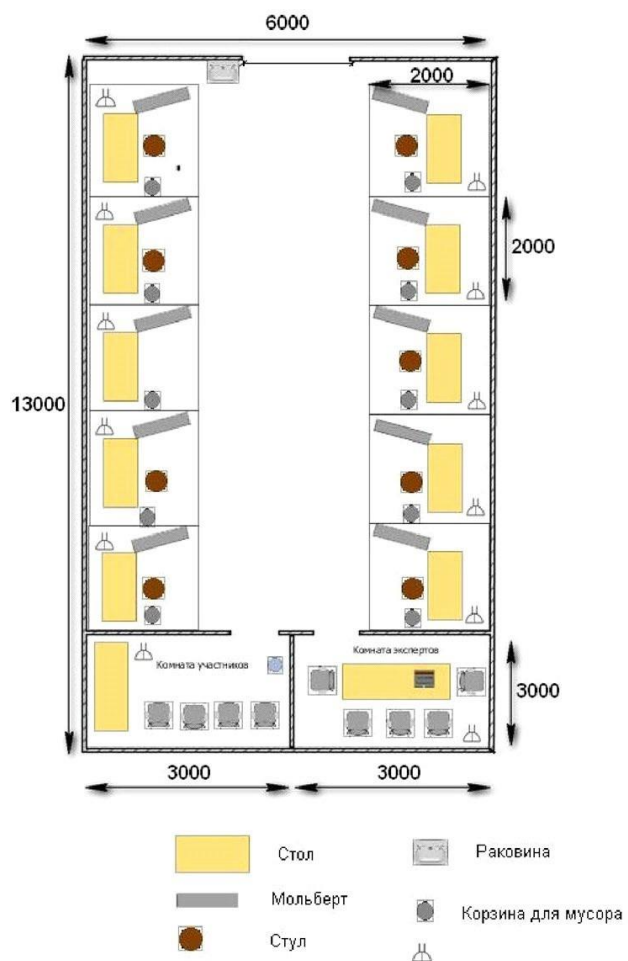 6000
2000
2000
13000
Комната участников
Комната экспертов
3000
3000
3000
Стол
Раковина
Мольберт
Корзина для мусора
Стул